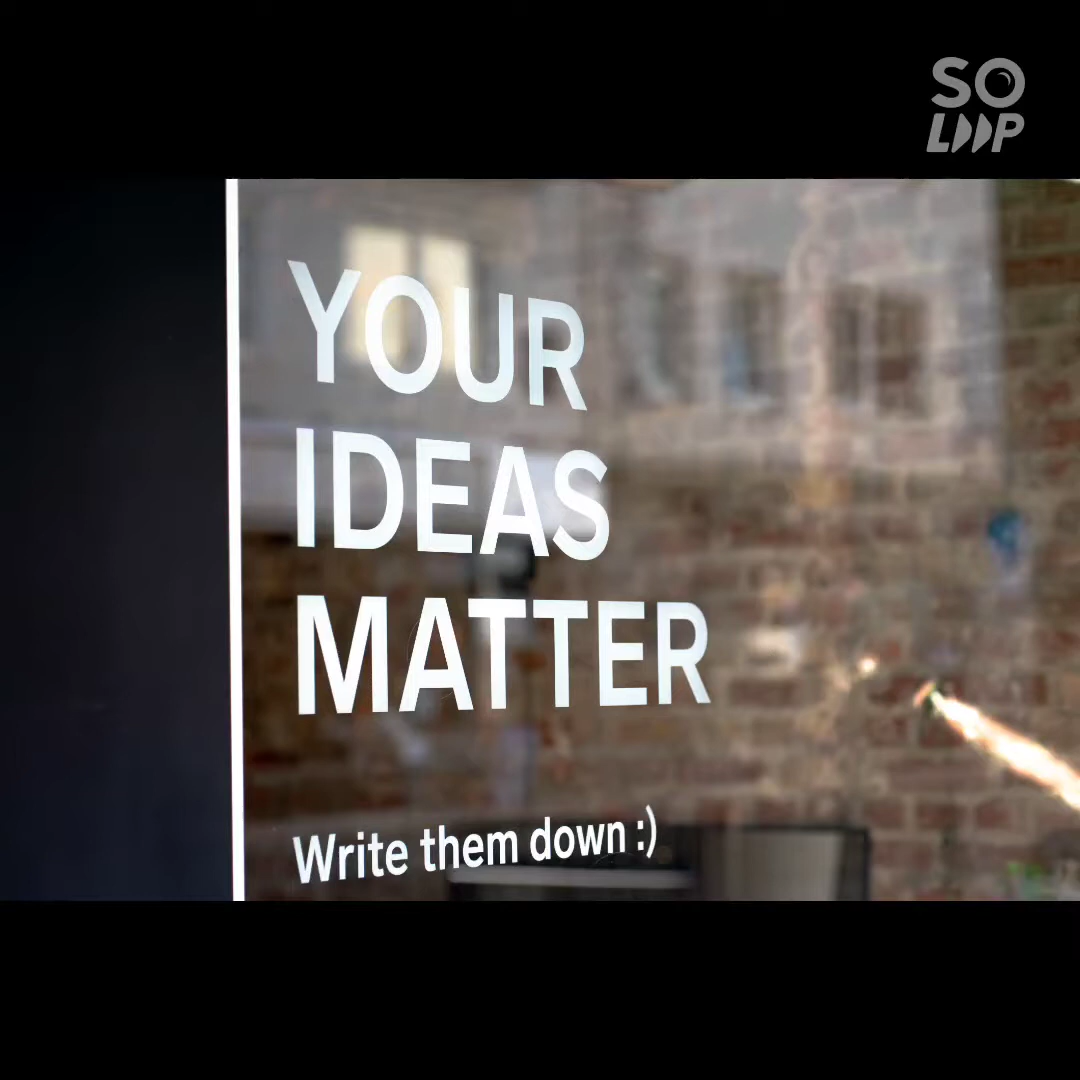 SO
LOOP
YOUR
IDEAS
MATTER
Write them down :)